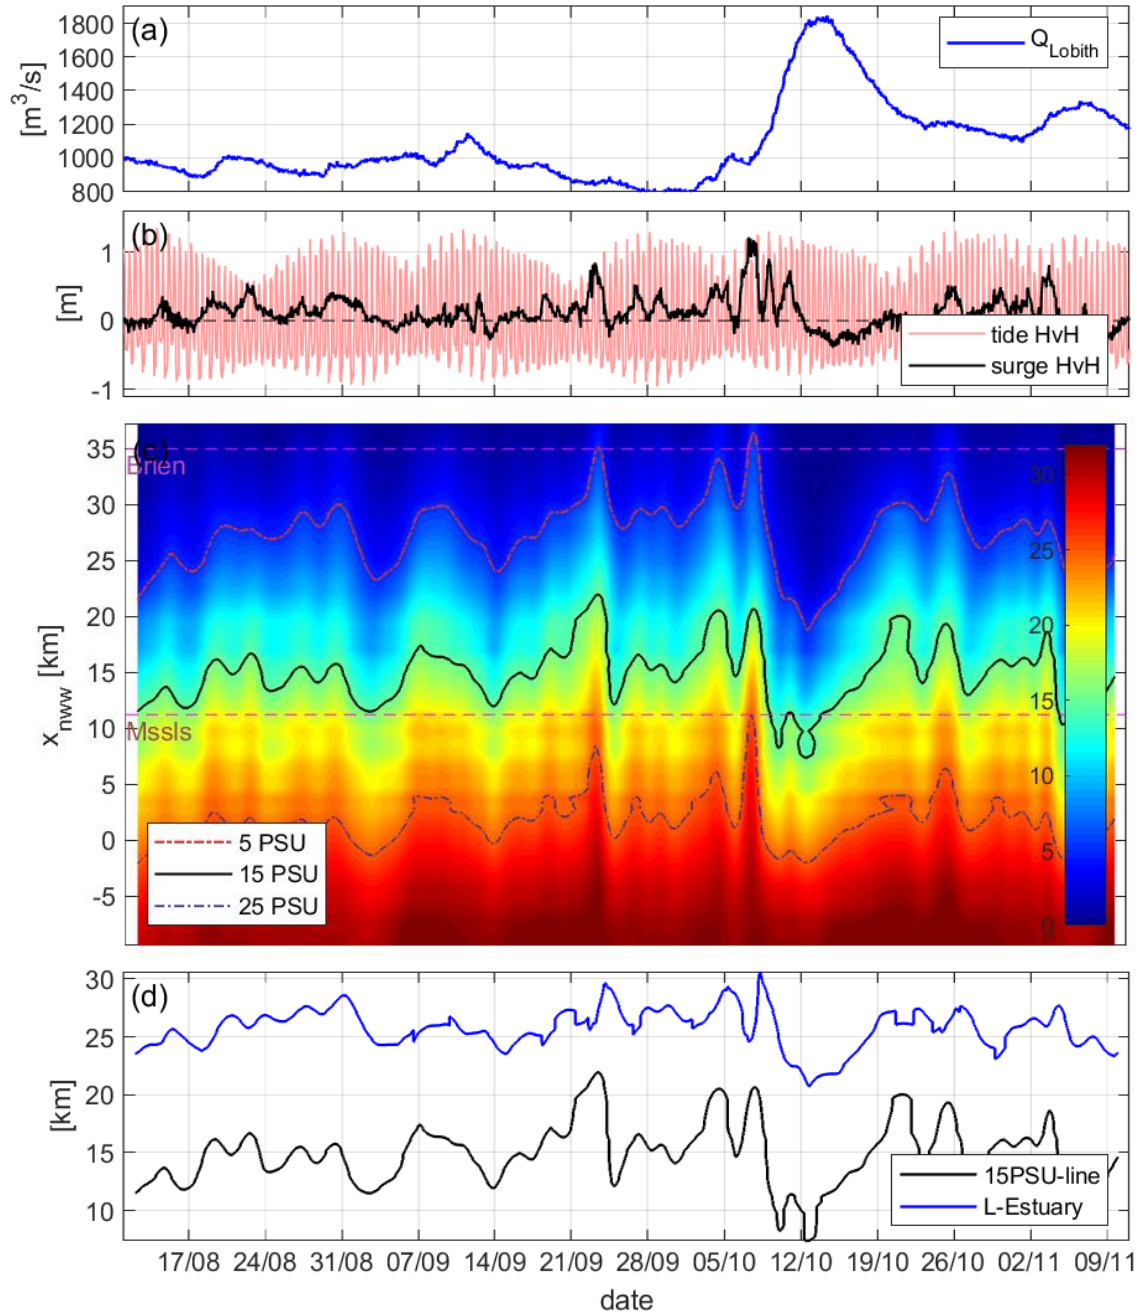 (a)
1800
1600
1400
1200
1000
800
[m³/s]
Q_Lobith
(b)
1
0
-1
[m]
tide HvH
surge HvH
(c)
35
30
25
20
15
10
5
0
-5
x_nww [km]
Brien
Mssls
5 PSU
15 PSU
25 PSU
30
25
20
15
10
5
0
(d)
30
25
20
15
10
[km]
15PSU-line
L-Estuary
17/08 24/08 31/08 07/09 14/09 21/09 28/09 05/10 12/10 19/10 26/10 02/11 09/11
date